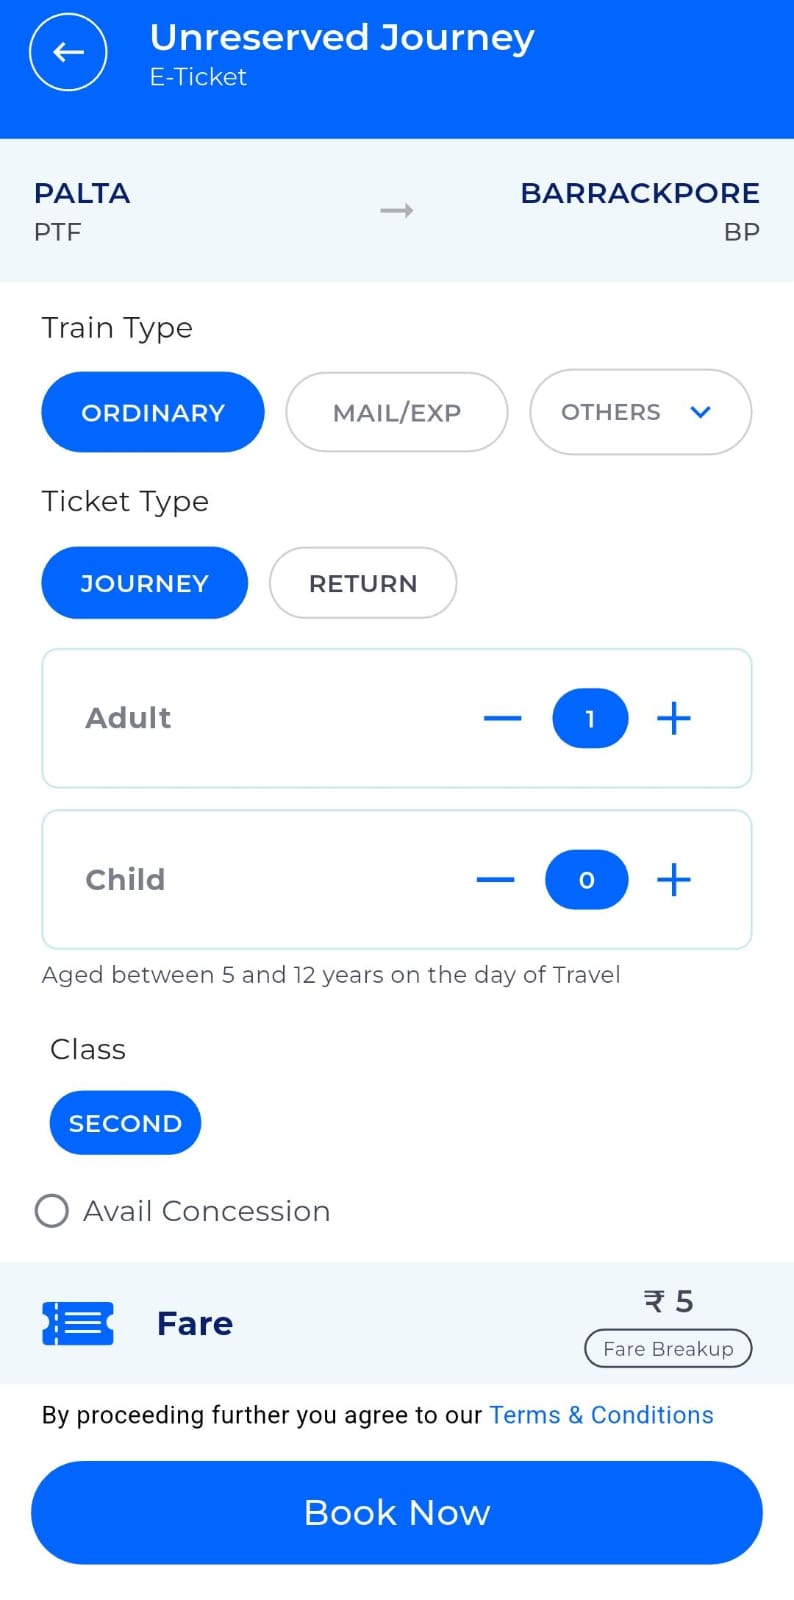 Unreserved Journey
E-Ticket
PALTA
BARRACKPORE
PTF
BP
Train Type
ORDINARY
MAIL/EXP
OTHERS
Ticket Type
JOURNEY
RETURN
Adult
1
Child
0
Aged between 5 and 12 years on the day of Travel
Class
SECOND
Avail Concession
Fare
₹ 5
Fare Breakup
By proceeding further you agree to our Terms & Conditions
Book Now